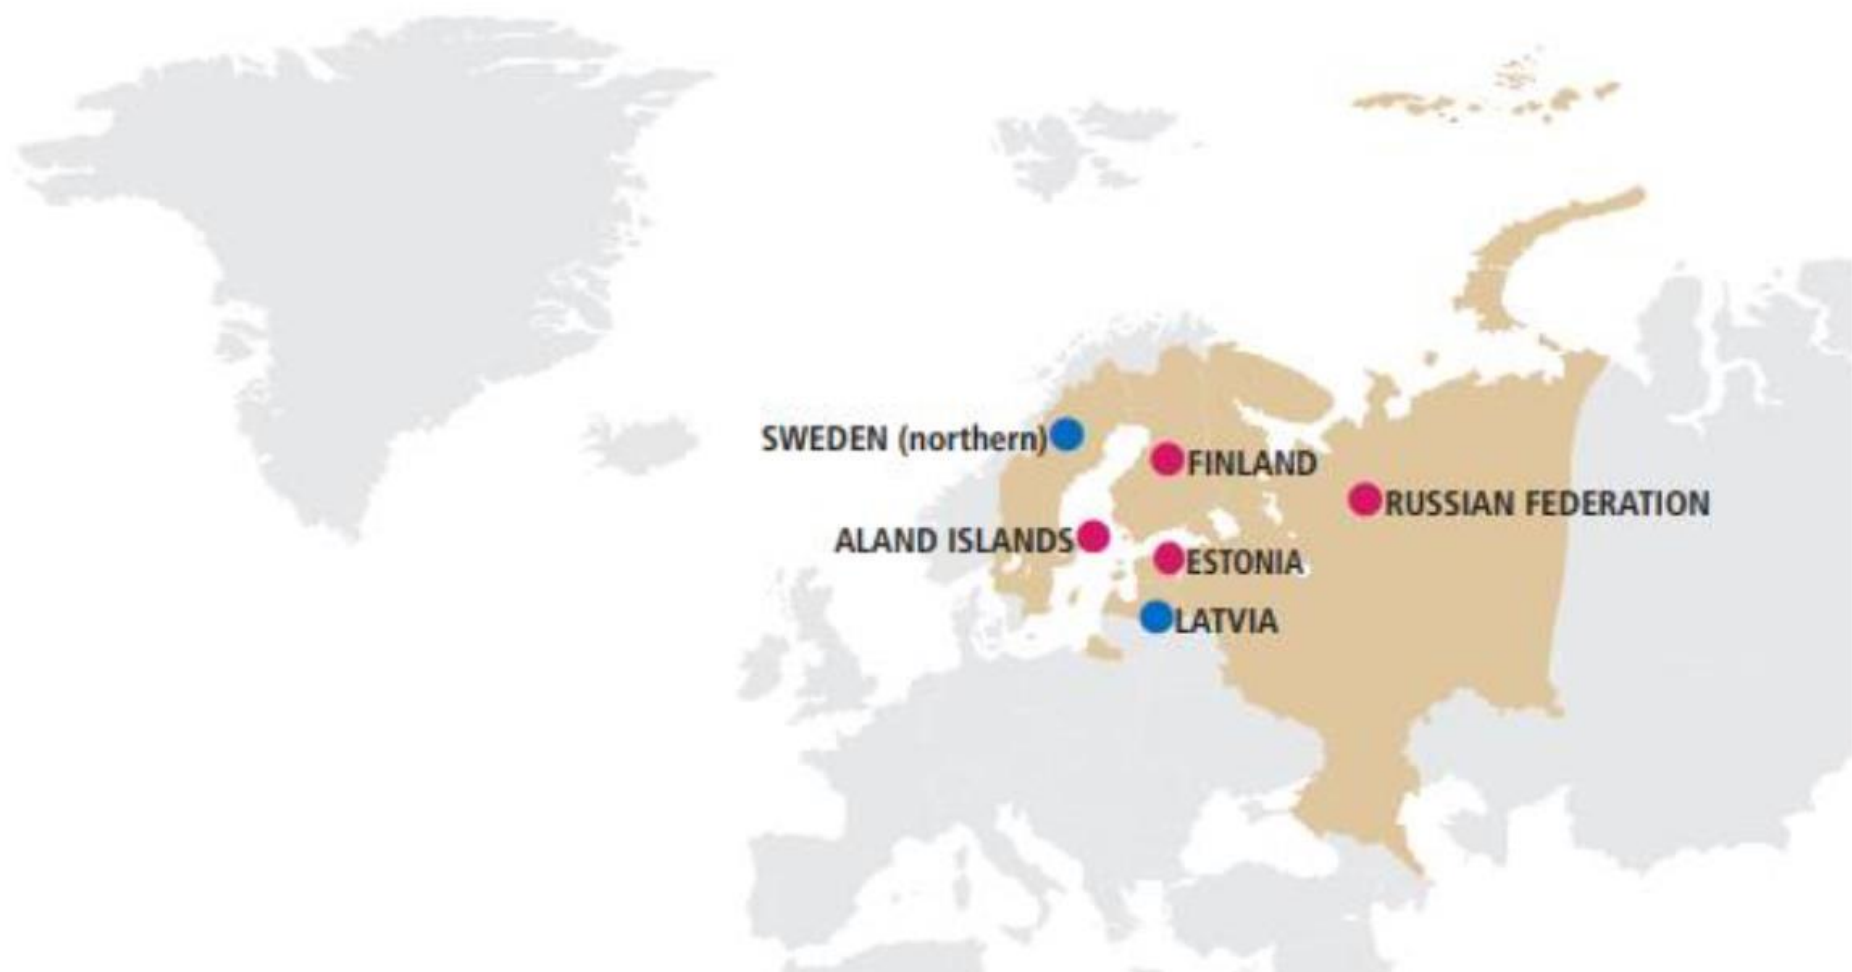 SWEDEN (northern)
FINLAND
RUSSIAN FEDERATION
ALAND ISLANDS
ESTONIA
LATVIA